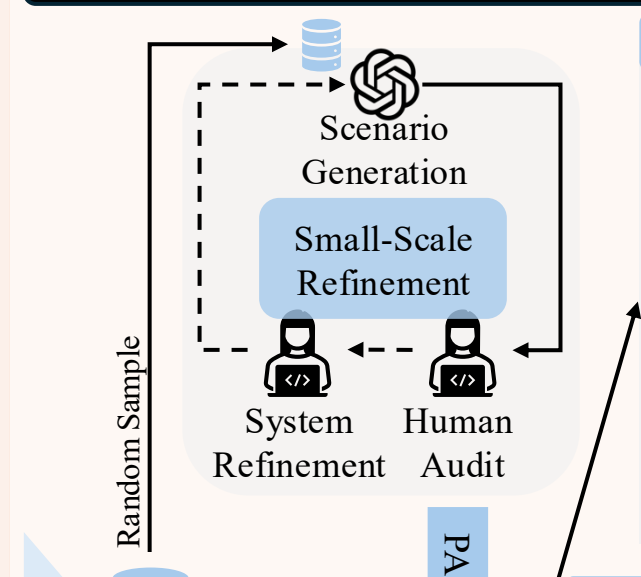 Scenario
Generation
Small-Scale
Refinement
</>
</>
System
Refinement
Human
Audit
Random Sample
PA